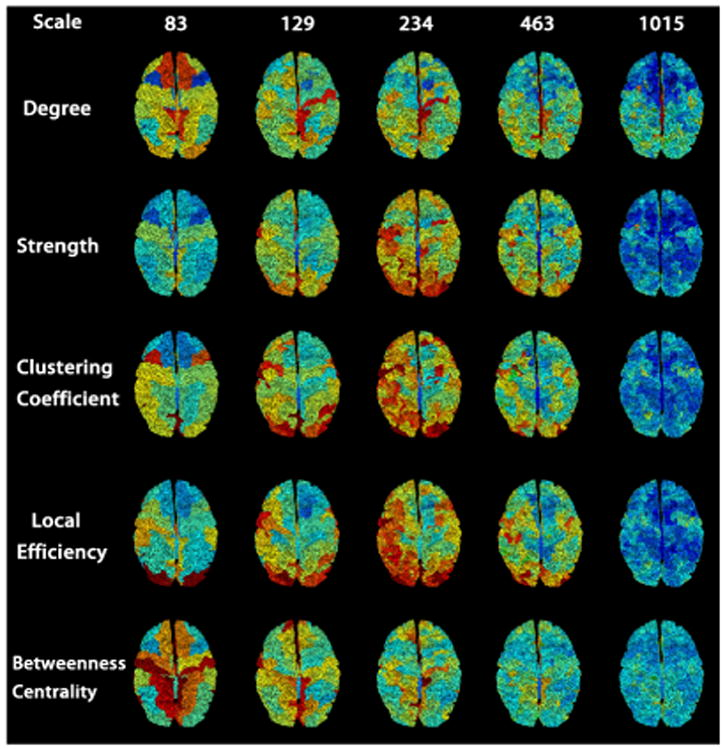 Scale 83 129 234 463 1015
Degree
Strength
Clustering
Coefficient
Local
Efficiency
Betweenness
Centrality